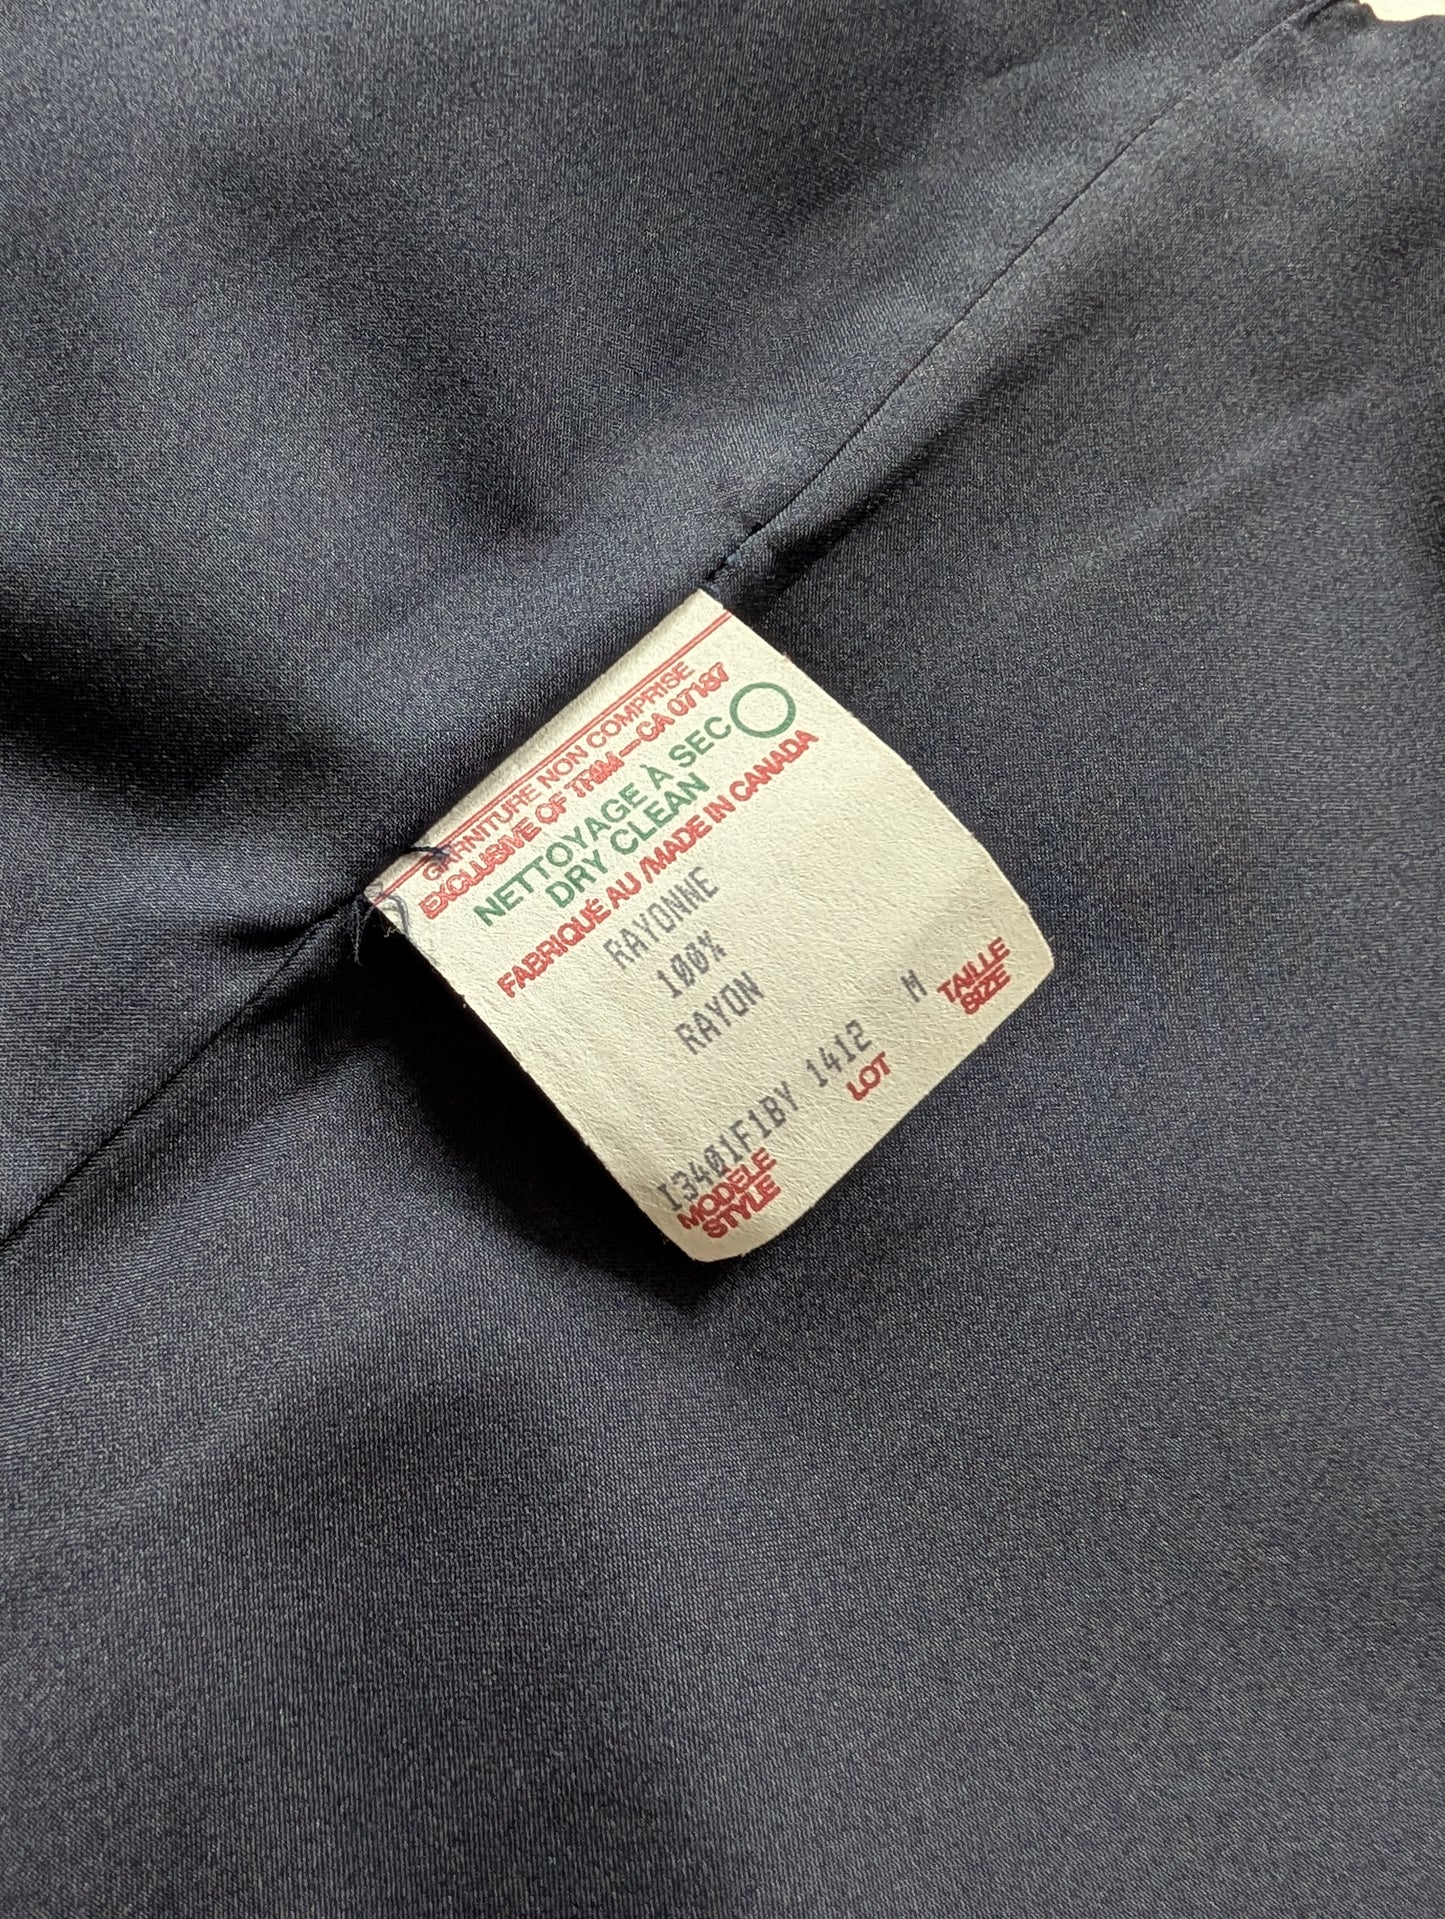 GARNITURE NON COMPRISE
EXCLUSIVE OF TRIM—CA 07187
NETTOYAGE À SEC
DRY CLEAN
FABRIQUÉ AU/MADE IN CANADA
RAYONNE
100%
RAYON
M
TAILLE
SIZE
I3401F1BY 1412
LOT
MODÈLE
STYLE